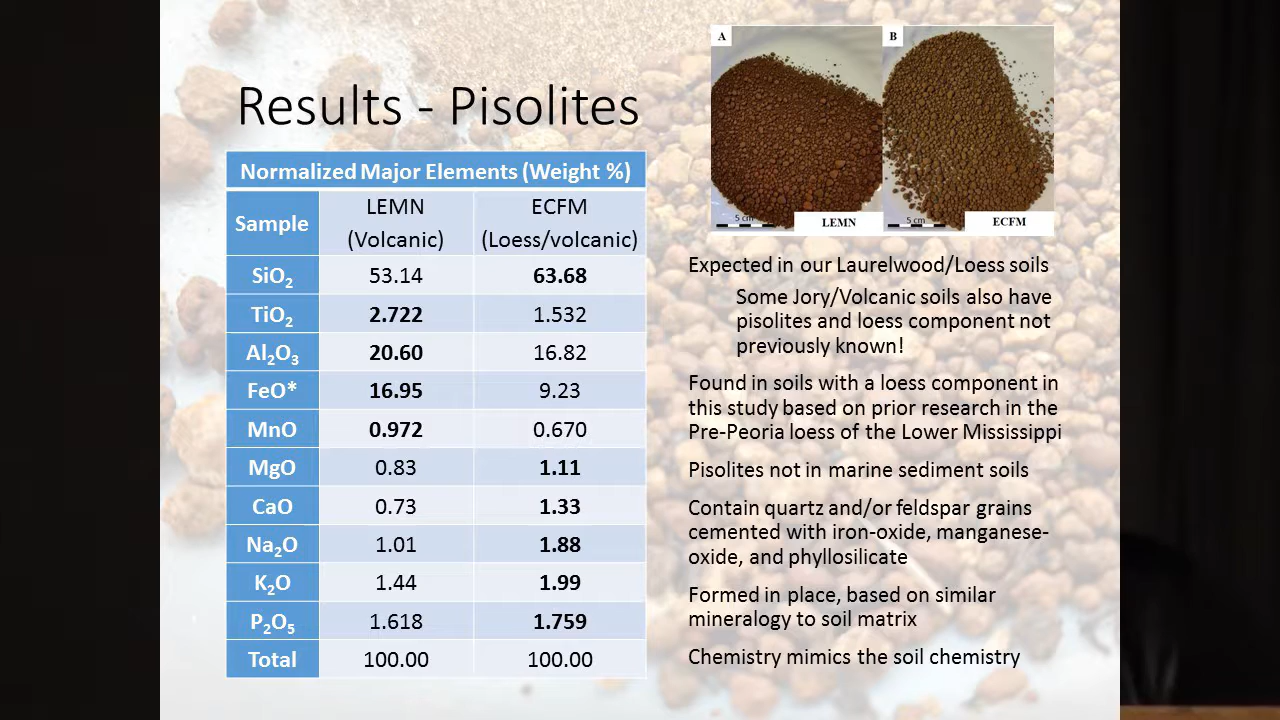 A
B
5 cm
LEMN
5 cm
ECFM
Results - Pisolites
Normalized Major Elements (Weight %)
Sample LEMN (Volcanic) ECFM (Loess/volcanic)
SiO₂ 53.14 63.68
TiO₂ 2.722 1.532
Al₂O₃ 20.60 16.82
FeO* 16.95 9.23
MnO 0.972 0.670
MgO 0.83 1.11
CaO 0.73 1.33
Na₂O 1.01 1.88
K₂O 1.44 1.99
P₂O₅ 1.618 1.759
Total 100.00 100.00
Expected in our Laurelwood/Loess soils
Some Jory/Volcanic soils also have
pisolites and loess component not
previously known!
Found in soils with a loess component in
this study based on prior research in the
Pre-Peoria loess of the Lower Mississippi
Pisolites not in marine sediment soils
Contain quartz and/or feldspar grains
cemented with iron-oxide, manganese-
oxide, and phyllosilicate
Formed in place, based on similar
mineralogy to soil matrix
Chemistry mimics the soil chemistry